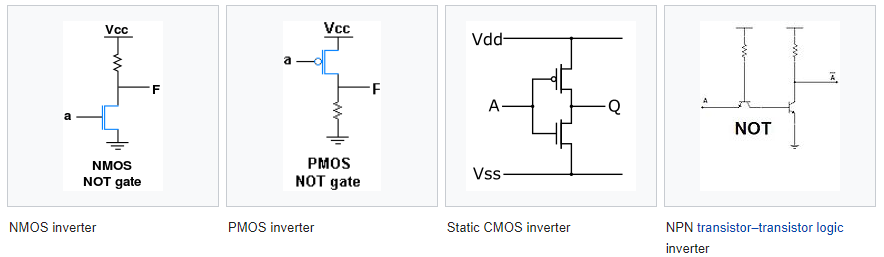 Vcc
F
a
NMOS
NOT gate
NMOS inverter
Vcc
a
F
PMOS
NOT gate
PMOS inverter
Vdd
A
Q
Vss
Static CMOS inverter
A
A̅
NOT
NPN transistor–transistor logic
inverter